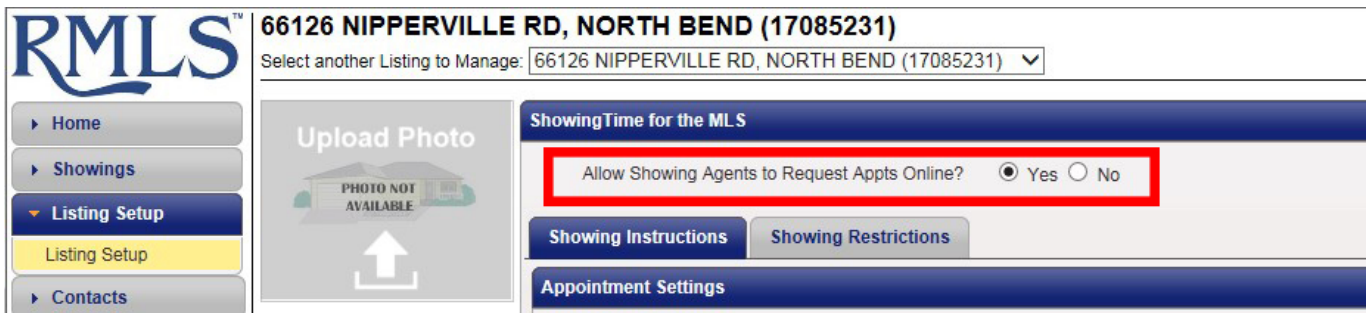 RMLS™
66126 NIPPERVILLE RD, NORTH BEND (17085231)
Select another Listing to Manage: 66126 NIPPERVILLE RD, NORTH BEND (17085231)
Home
Showings
Listing Setup
Listing Setup
Contacts
Upload Photo
PHOTO NOT
AVAILABLE
ShowingTime for the MLS
Allow Showing Agents to Request Appts Online? Yes No
Showing Instructions Showing Restrictions
Appointment Settings